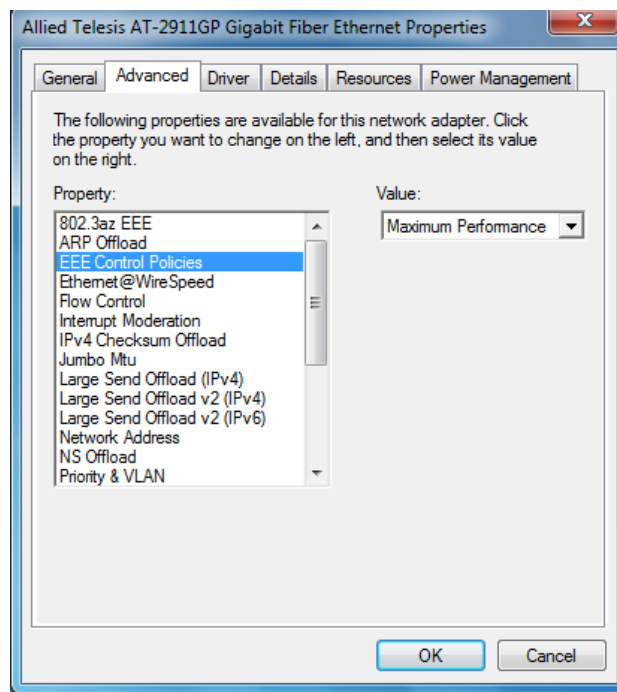 Allied Telesis AT-2911GP Gigabit Fiber Ethernet Properties
General Advanced Driver Details Resources Power Management
The following properties are available for this network adapter. Click
the property you want to change on the left, and then select its value
on the right.
Property:
Value:
802.3az EEE
ARP Offload
EEE Control Policies
Ethernet@WireSpeed
Flow Control
Interrupt Moderation
IPv4 Checksum Offload
Jumbo Mtu
Large Send Offload (IPv4)
Large Send Offload v2 (IPv4)
Large Send Offload v2 (IPv6)
Network Address
NS Offload
Priority & VLAN
Maximum Performance
OK Cancel